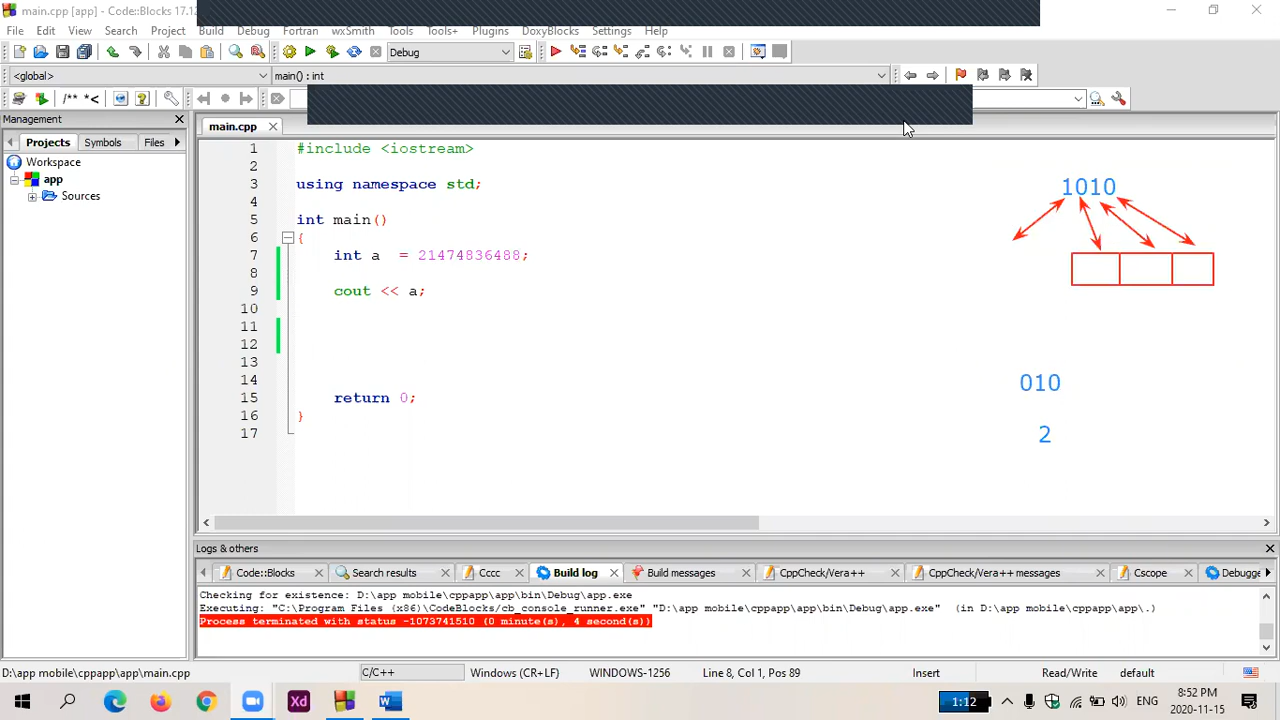 main.cpp [app] - Code::Blocks 17.12
File Edit View Search Project Build Debug Fortran wxSmith Tools Tools+ Plugins DoxyBlocks Settings Help
Debug
<global> main() : int
/** *<
Management
Projects Symbols Files
main.cpp
Workspace
app
Sources
1 #include <iostream>
2
3 using namespace std;
4
5 int main()
6 {
7 int a = 21474836488;
8
9 cout << a;
10
11
12
13
14
15 return 0;
16 }
17
1010
010
2
Logs & others
Code::Blocks Search results Cccc Build log Build messages CppCheck/Vera++ CppCheck/Vera++ messages Cscope Debugge
Checking for existence: D:\app mobile\cppapp\app\bin\Debug\app.exe
Executing: "C:\Program Files (x86)\CodeBlocks/cb_console_runner.exe" "D:\app mobile\cppapp\app\bin\Debug\app.exe" (in D:\app mobile\cppapp\app\.)
Process terminated with status -1073741510 (0 minute(s), 4 second(s))
D:\app mobile\cppapp\app\main.cpp C/C++ Windows (CR+LF) WINDOWS-1256 Line 8, Col 1, Pos 89 Insert Read/Write default
Xd
1:12
ENG
8:52 PM
2020-11-15